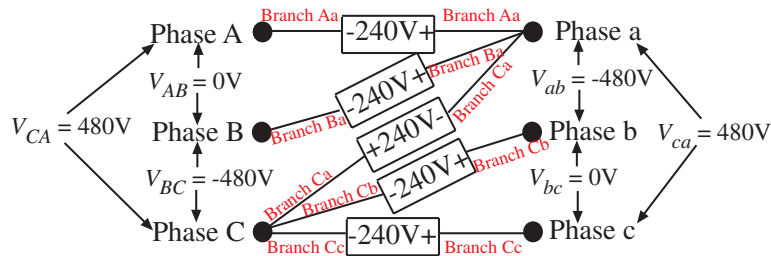 Branch Aa
Branch Aa
Phase A
-240V+
Phase a
Branch Ba
V_AB = 0V
-240V+
Branch Ca
V_ab = -480V
V_CA = 480V
Phase B
Branch Ba
+240V-
Phase b
V_ca = 480V
Branch Cb
V_BC = -480V
Branch Ca
Branch Cb
-240V+
V_bc = 0V
Phase C
-240V+
Phase c
Branch Cc
Branch Cc